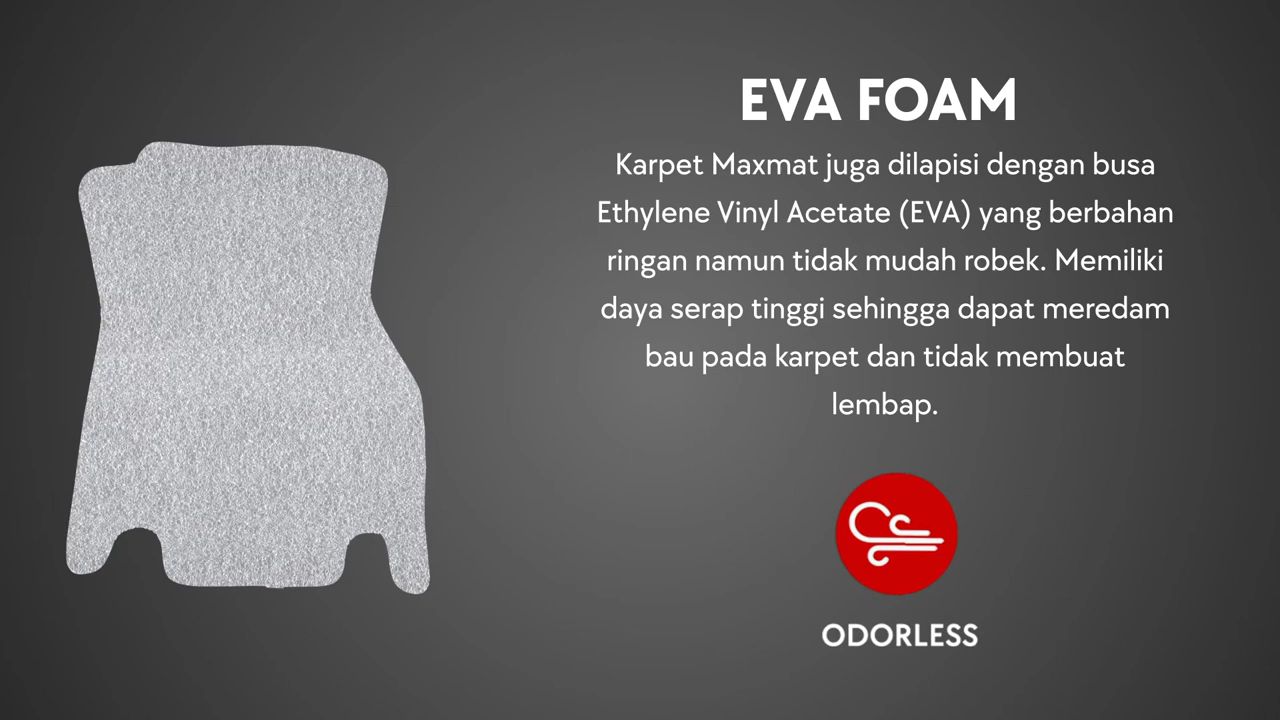 EVA FOAM
Karpet Maxmat juga dilapisi dengan busa
Ethylene Vinyl Acetate (EVA) yang berbahan
ringan namun tidak mudah robek. Memiliki
daya serap tinggi sehingga dapat meredam
bau pada karpet dan tidak membuat
lembap.
ODORLESS